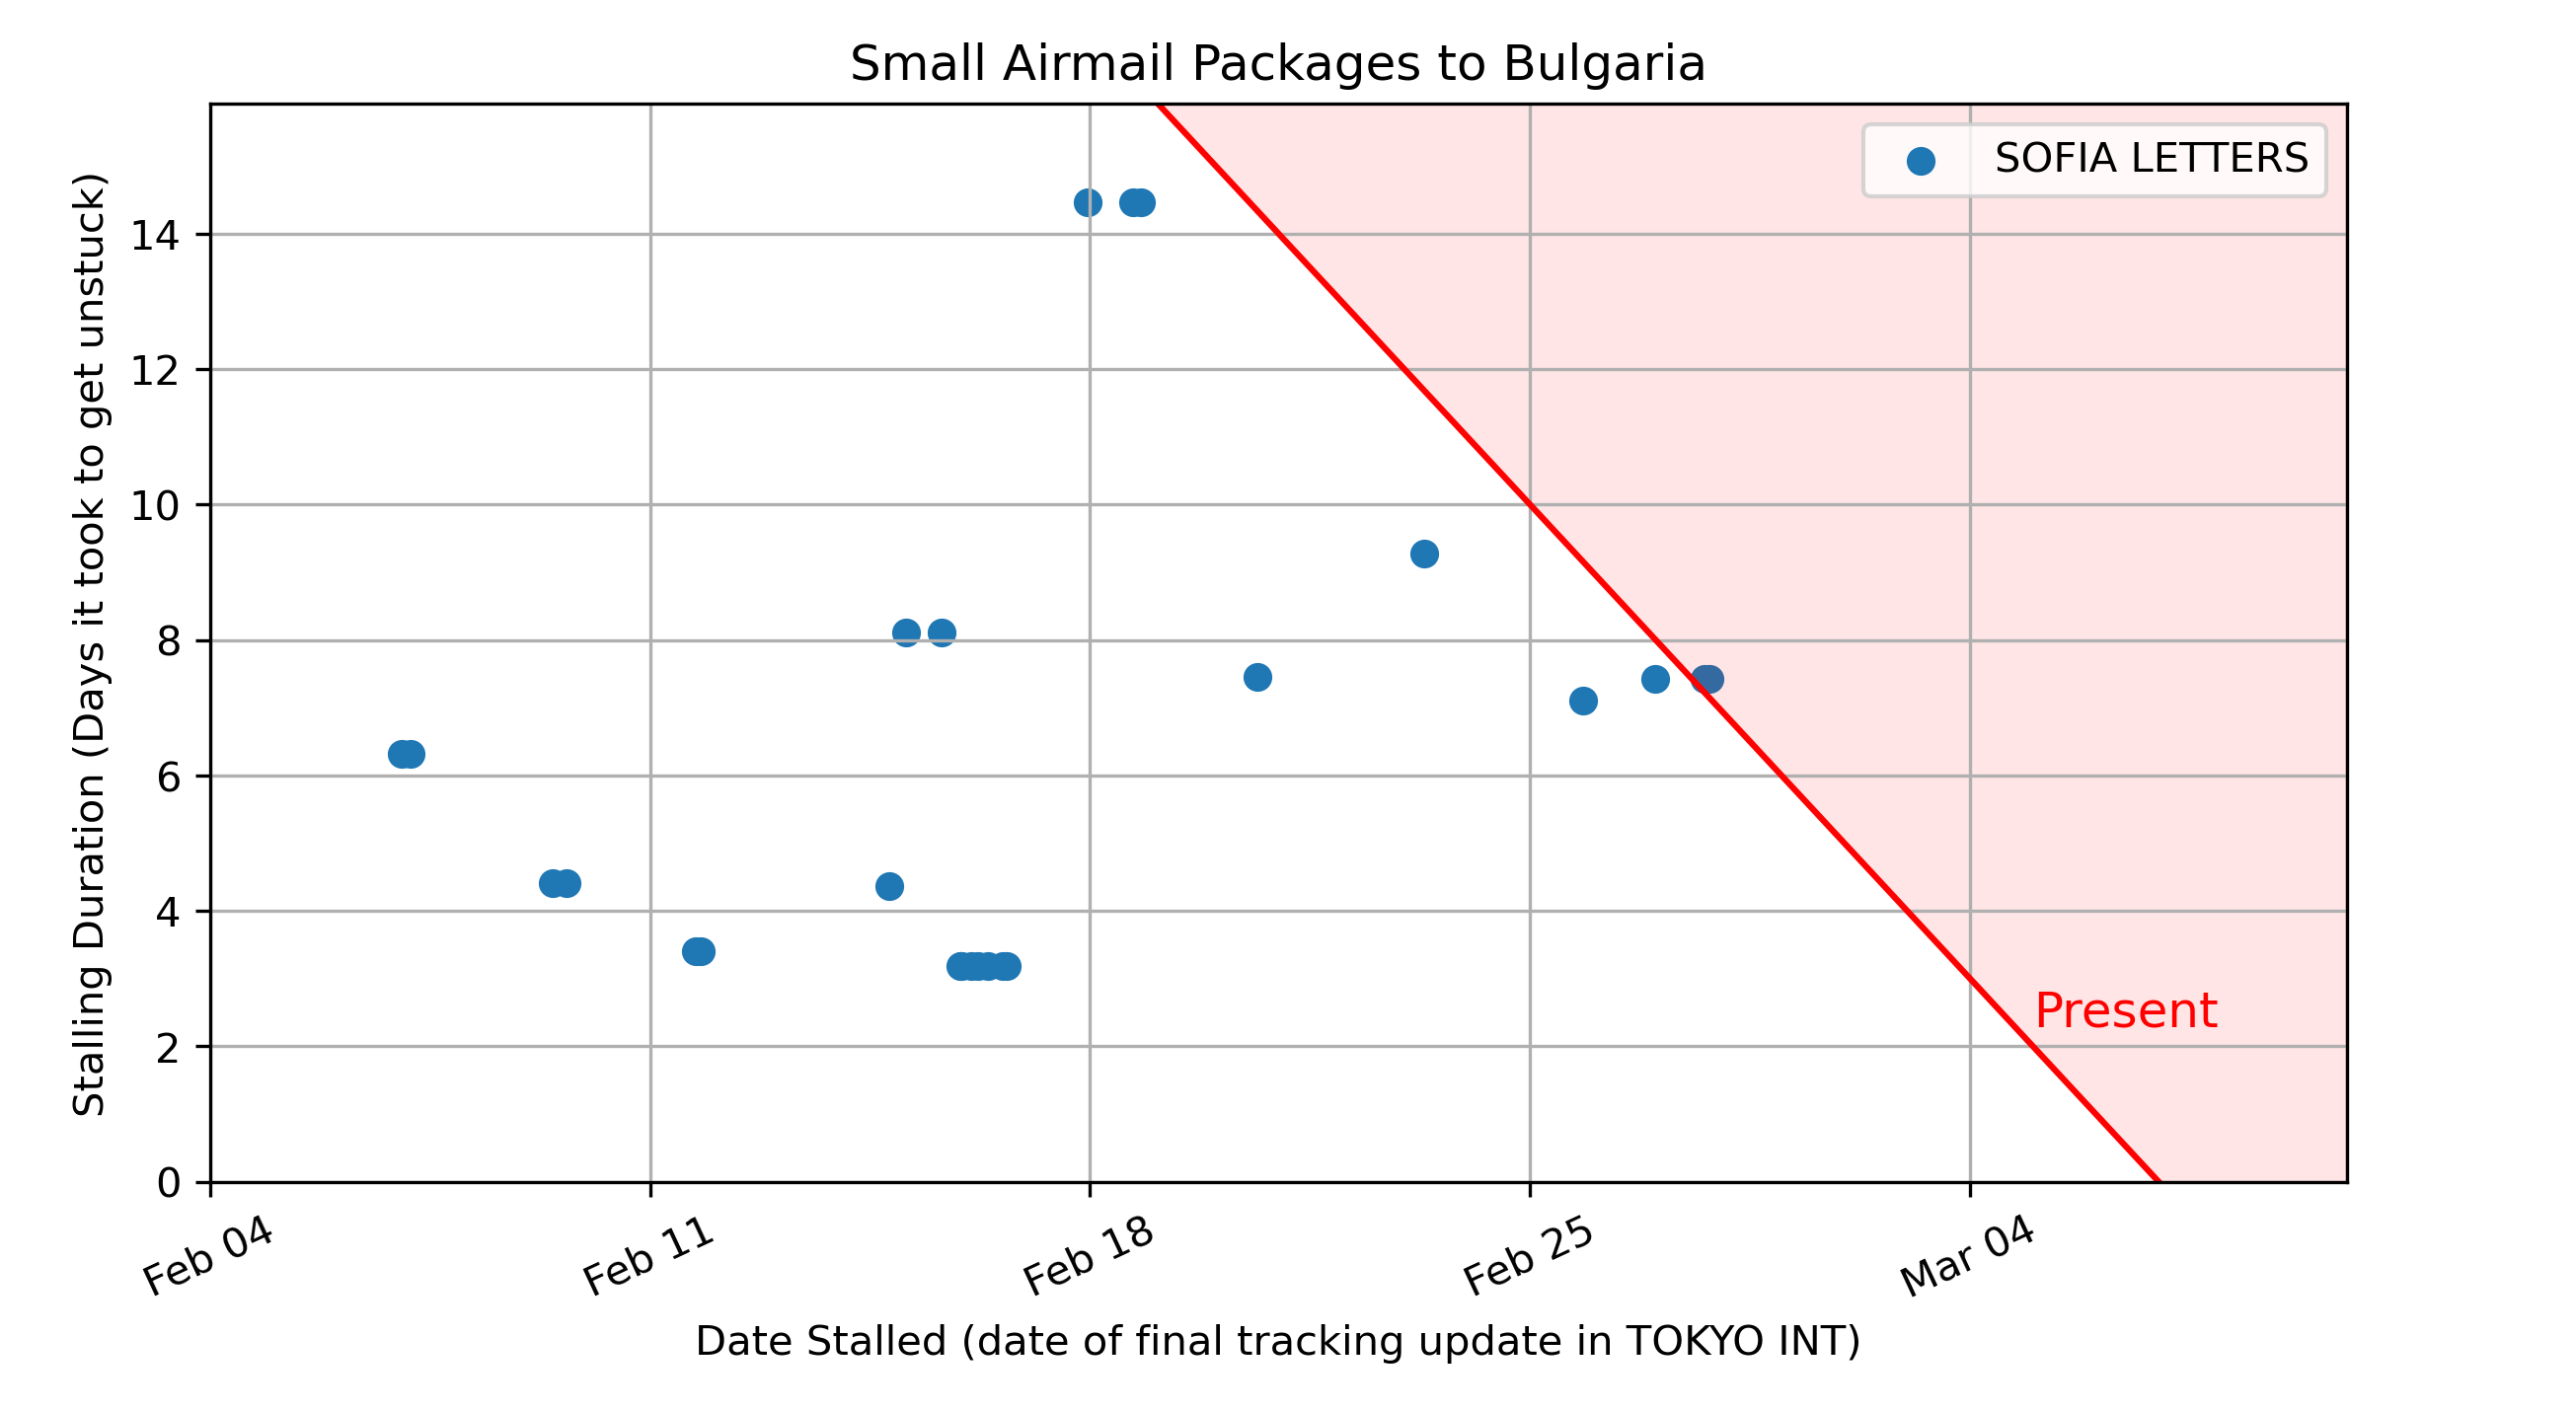 Small Airmail Packages to Bulgaria
SOFIA LETTERS
Stalling Duration (Days it took to get unstuck)
14
12
10
8
6
4
2
0
Present
Feb 04
Feb 11
Feb 18
Feb 25
Mar 04
Date Stalled (date of final tracking update in TOKYO INT)